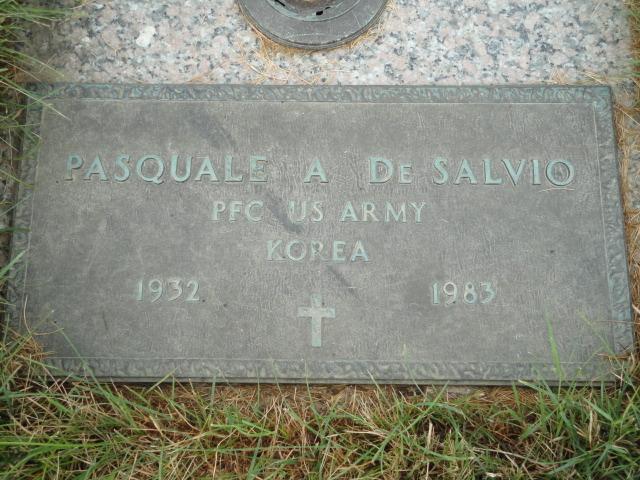 PASQUALE A DE SALVIO
PFC US ARMY
KOREA
1932 1983